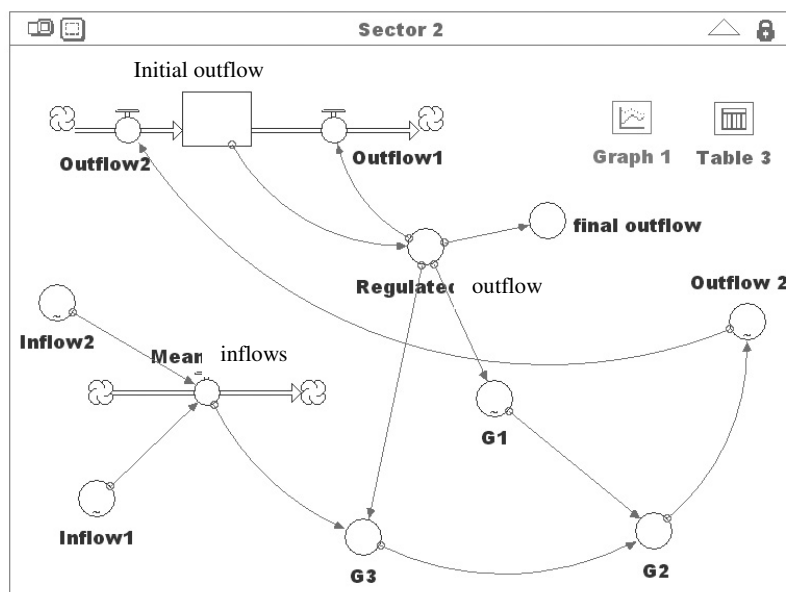 Sector 2
Initial outflow
Outflow2
Outflow1
Graph 1
Table 3
final outflow
Regulated outflow
Outflow 2
Inflow2
Mean inflows
G1
Inflow1
G3
G2